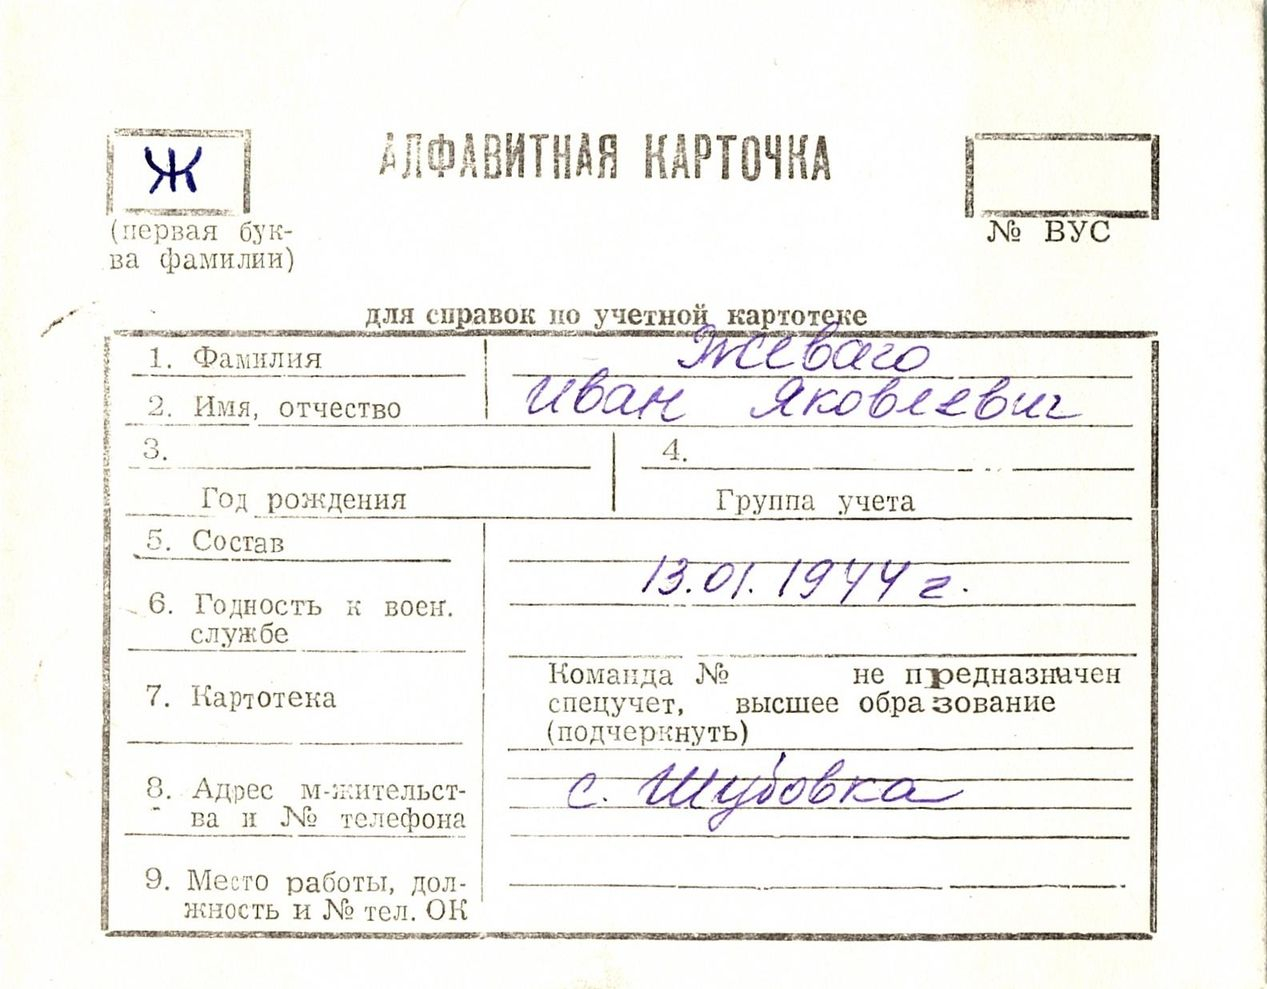 АЛФАВИТНАЯ КАРТОЧКА
Ж
(первая бук-
ва фамилии)
№ ВУС
для справок по учетной картотеке
1. Фамилия Жеваго
2. Имя, отчество Иван Яковлевич
3. 4.
Год рождения Группа учета
5. Состав
13.01.1944 г.
6. Годность к воен.
службе
7. Картотека
Команда № не предназначен
спецучет, высшее образование
(подчеркнуть)
8. Адрес м-жительст-
ва и № телефона
с. Шубовка
9. Место работы, дол-
жность и № тел. ОК